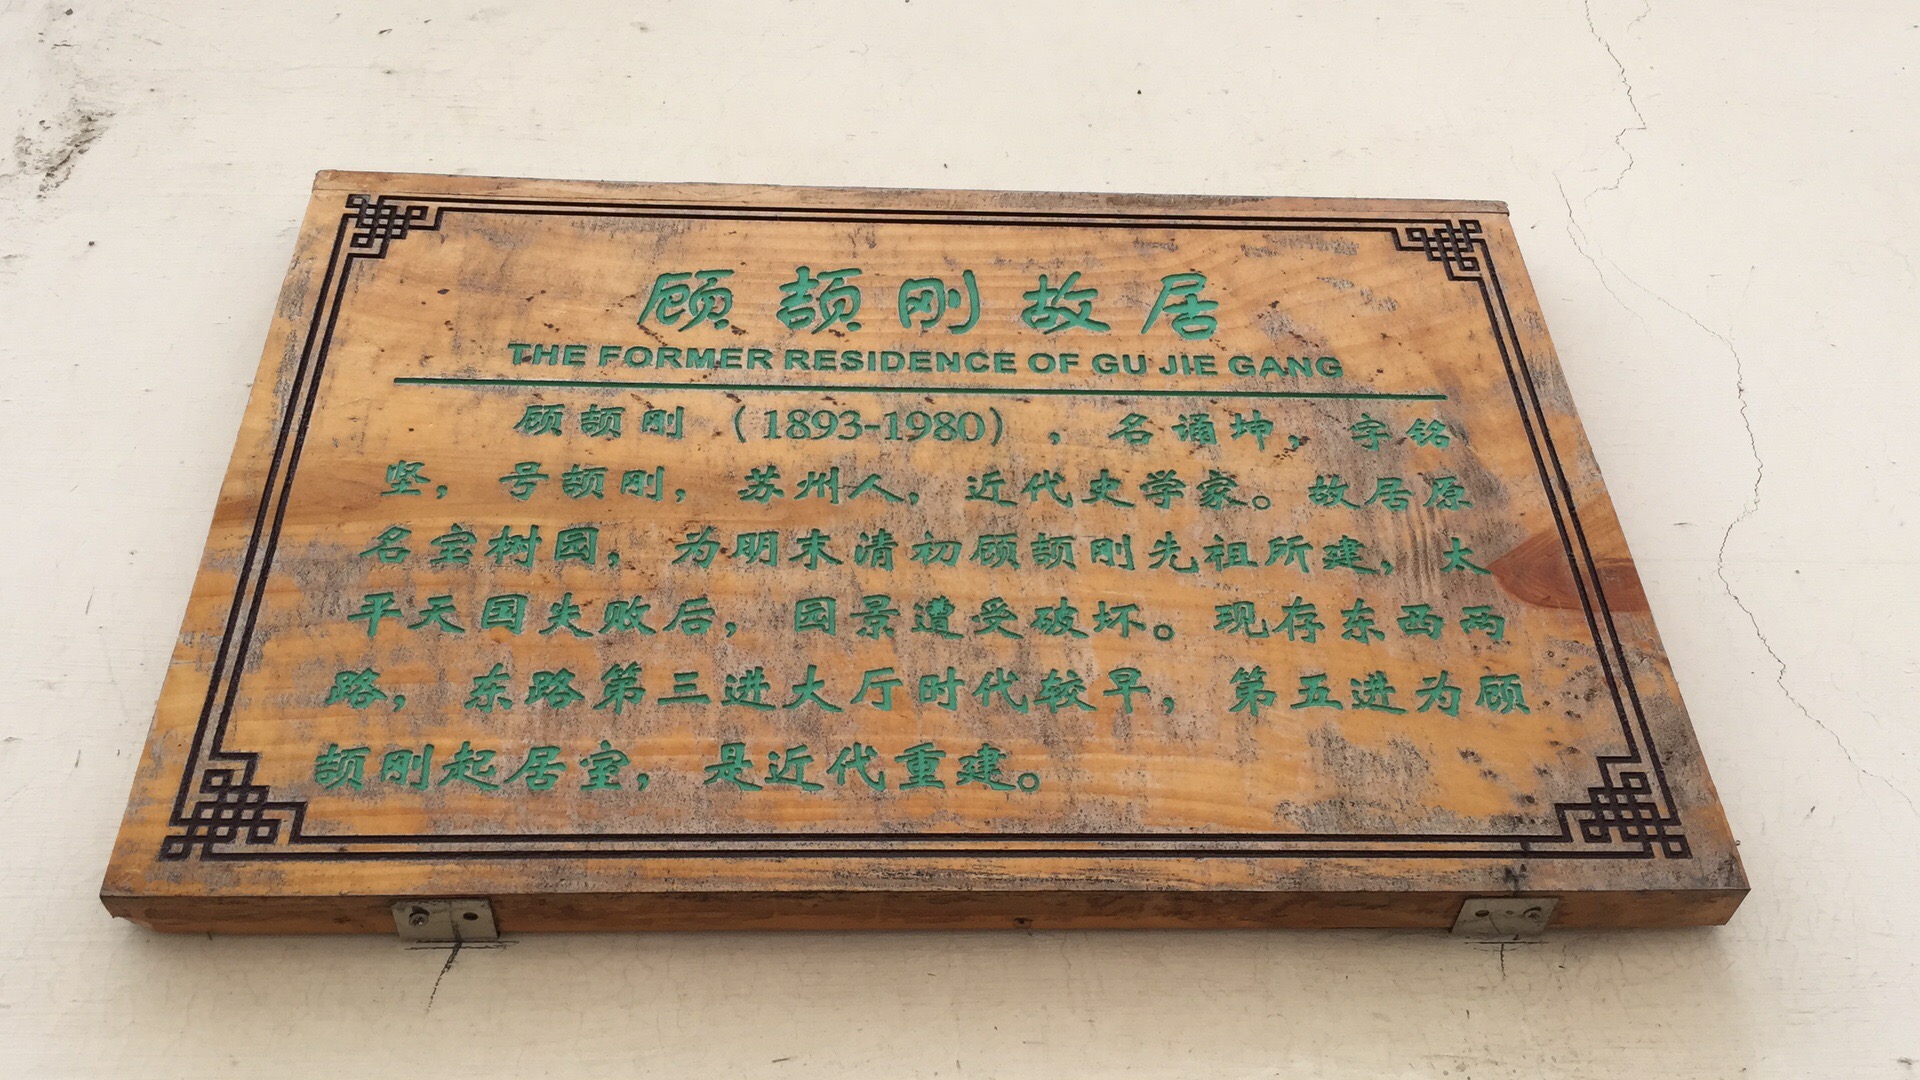 顾颉刚故居
THE FORMER RESIDENCE OF GU JIE GANG
顾颉刚（1893-1980），名诵坤，字铭
坚，号颉刚，苏州人，近代史学家。故居原
名宝树园，为明末清初顾颉刚先祖所建，太
平天国失败后，园景遭受破坏。现存东西两
路，东路第三进大厅时代较早，第五进为顾
颉刚起居室，是近代重建。